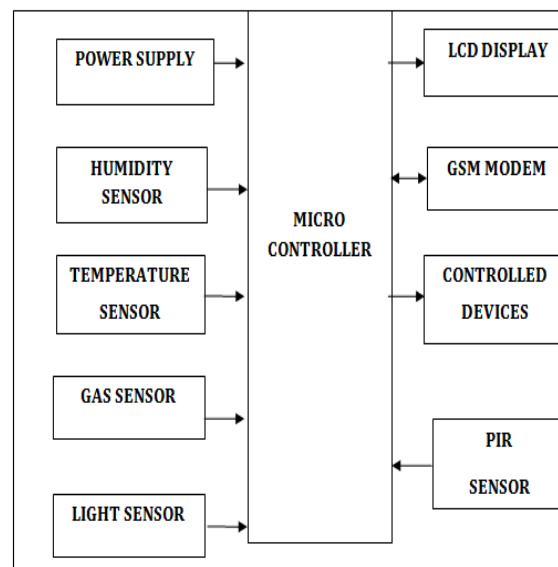 POWER SUPPLY
HUMIDITY
SENSOR
TEMPERATURE
SENSOR
GAS SENSOR
LIGHT SENSOR
MICRO
CONTROLLER
LCD DISPLAY
GSM MODEM
CONTROLLED
DEVICES
PIR
SENSOR